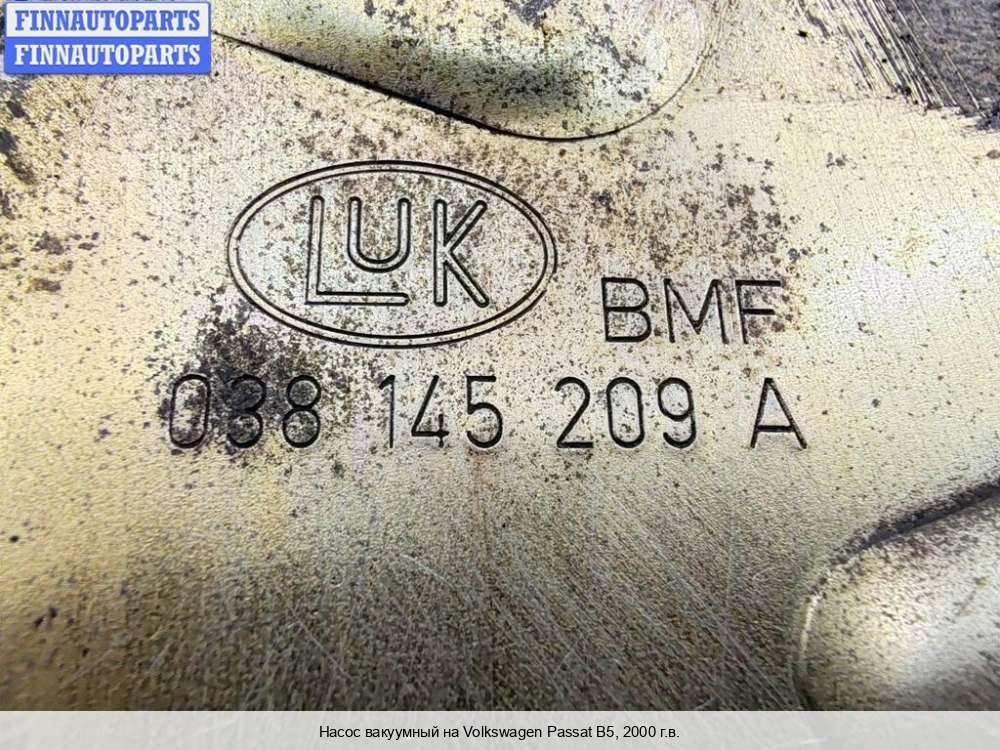 FINNAUTOPARTS
FINNAUTOPARTS
LUK
BMF
038 145 209 A
Насос вакуумный на Volkswagen Passat B5, 2000 г.в.